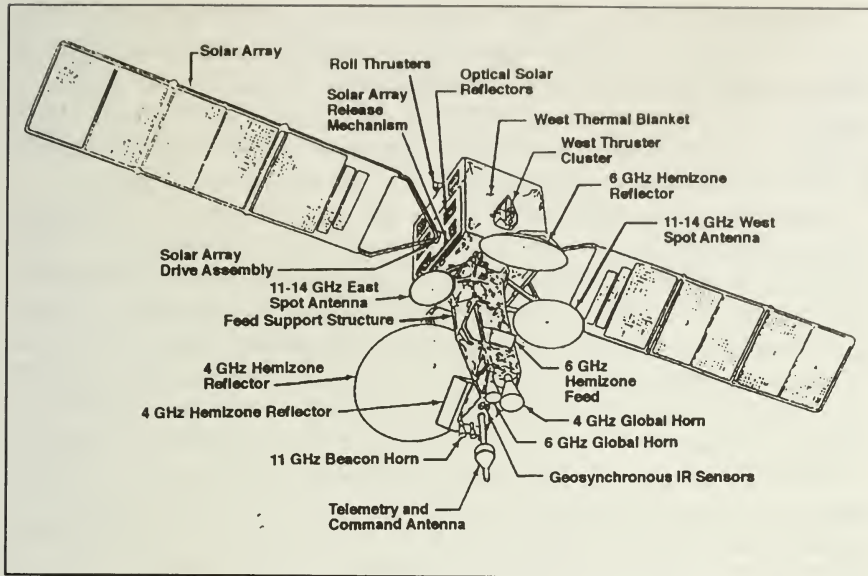 Solar Array
Roll Thrusters
Solar Array
Release
Mechanism
Optical Solar
Reflectors
West Thermal Blanket
West Thruster
Cluster
6 GHz Hemizone
Reflector
11-14 GHz West
Spot Antenna
Solar Array
Drive Assembly
11-14 GHz East
Spot Antenna
Feed Support Structure
4 GHz Hemizone
Reflector
6 GHz
Hemizone
Feed
4 GHz Hemizone Reflector
4 GHz Global Horn
6 GHz Global Horn
11 GHz Beacon Horn
Geosynchronous IR Sensors
Telemetry and
Command Antenna